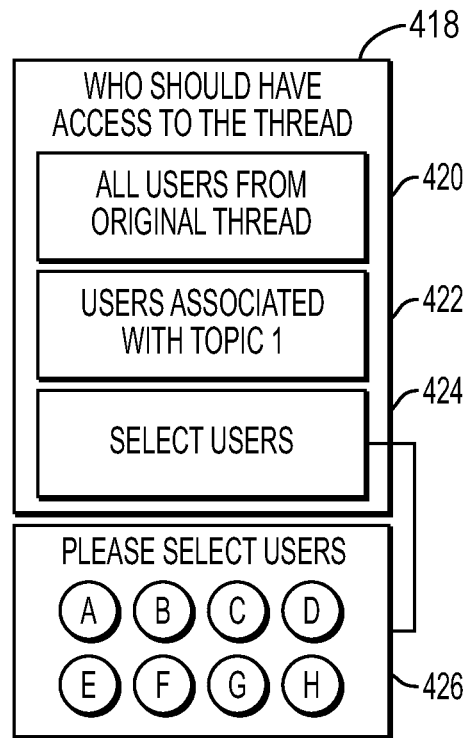 418
WHO SHOULD HAVE
ACCESS TO THE THREAD
ALL USERS FROM
ORIGINAL THREAD
420
USERS ASSOCIATED
WITH TOPIC 1
422
SELECT USERS
424
PLEASE SELECT USERS
A B C D
E F G H
426